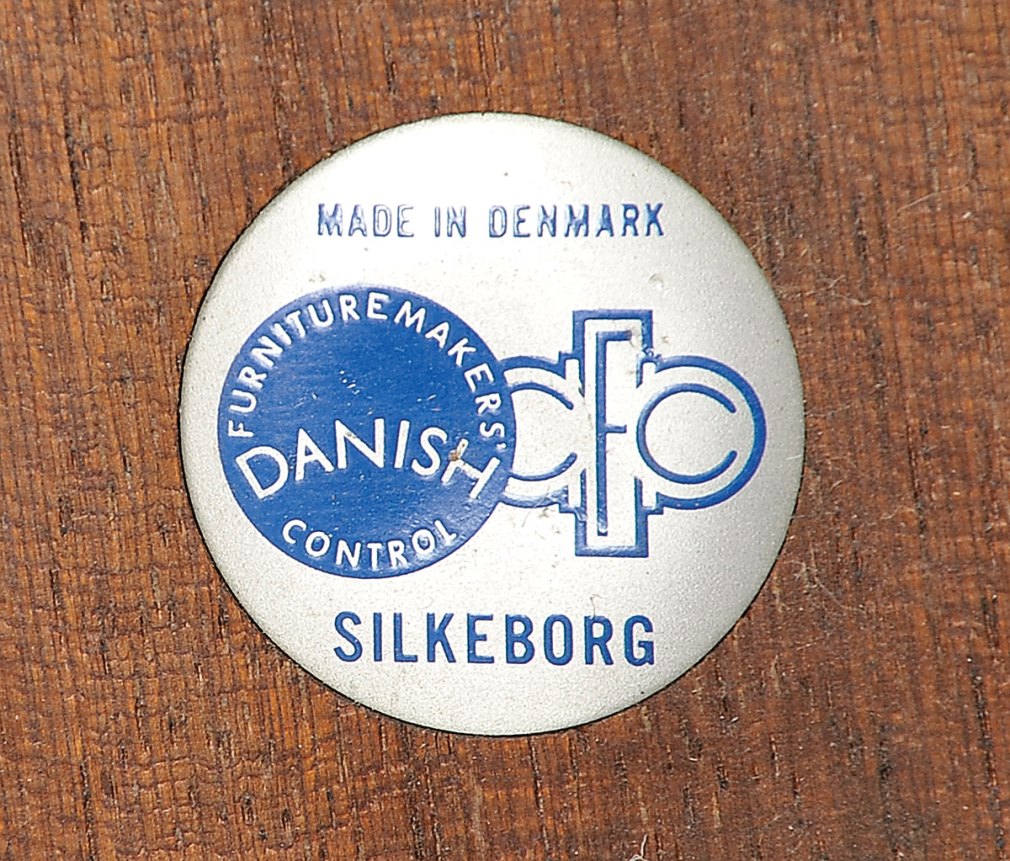 MADE IN DENMARK
FURNITUREMAKERS'
DANISH
CONTROL
CFC
SILKEBORG